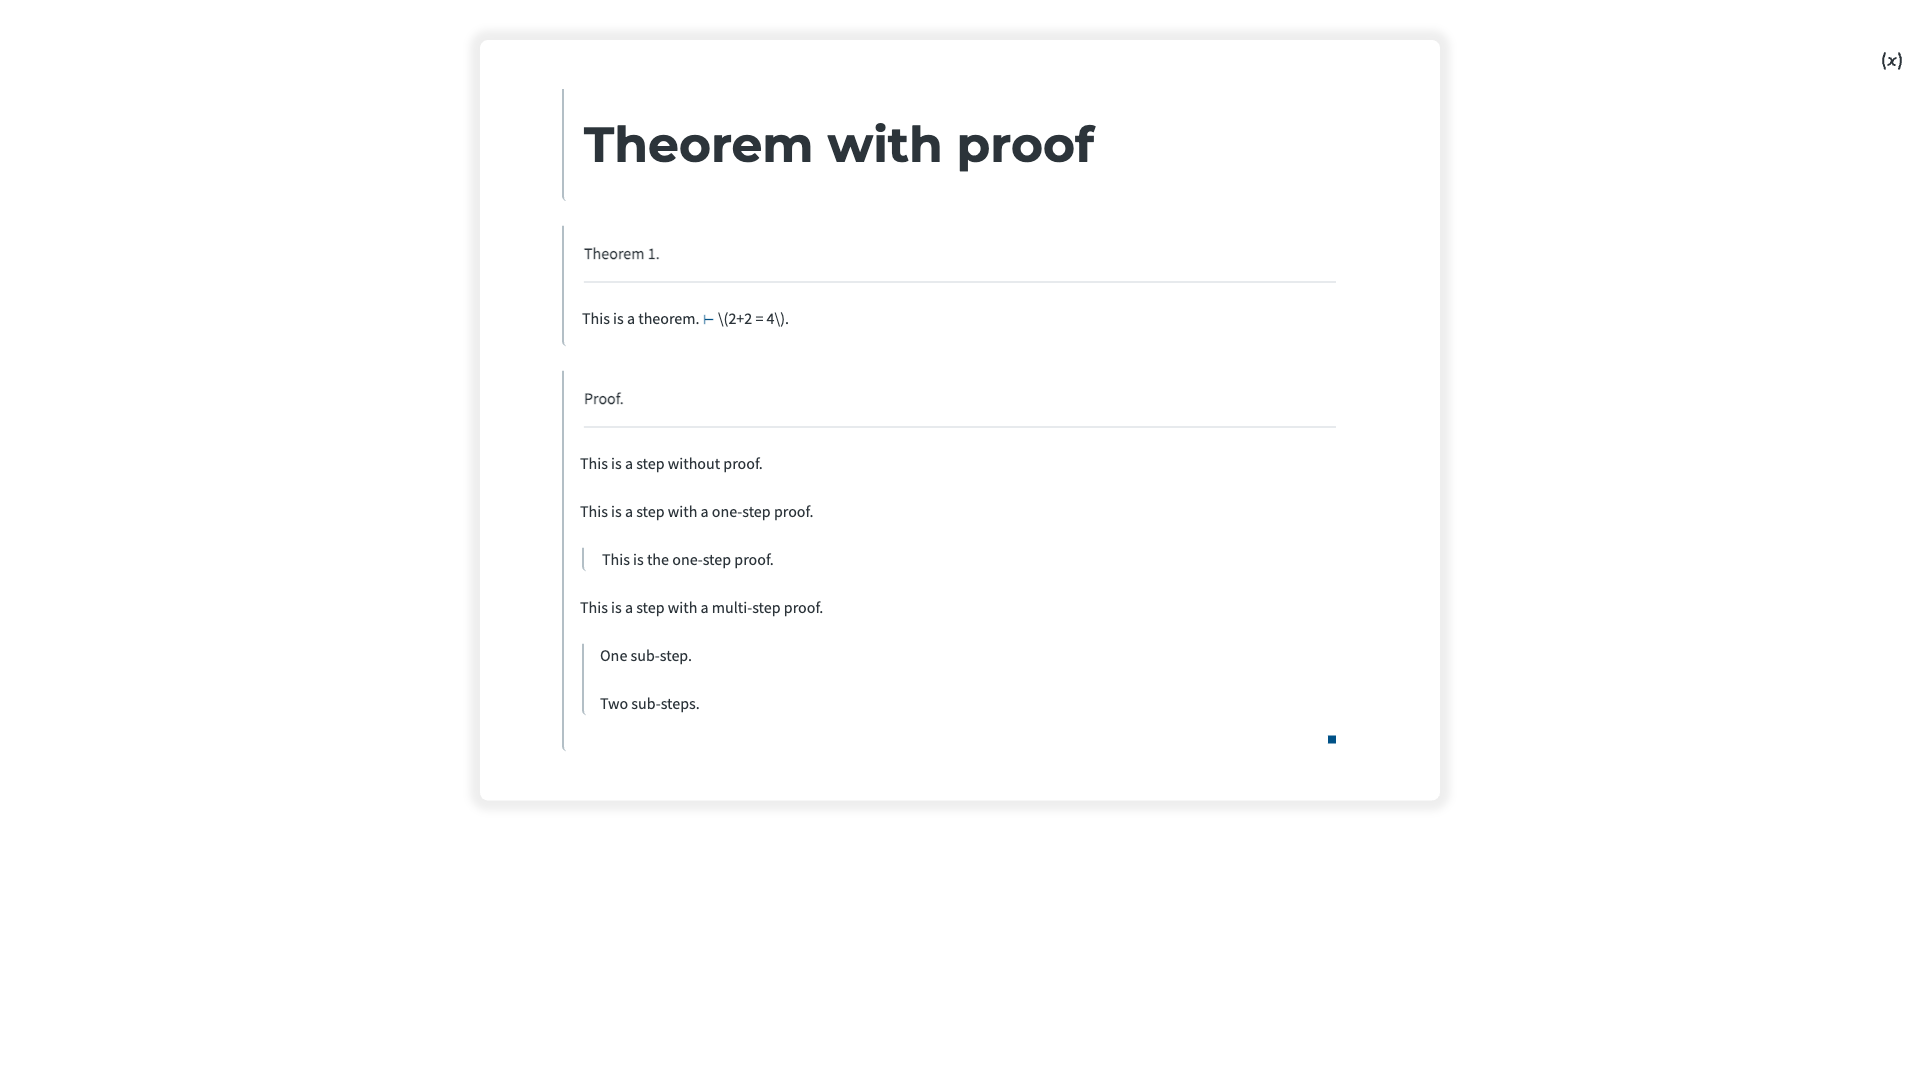 (x)
Theorem with proof
Theorem 1.
This is a theorem. ⊢ \(2+2 = 4\).
Proof.
This is a step without proof.
This is a step with a one-step proof.
This is the one-step proof.
This is a step with a multi-step proof.
One sub-step.
Two sub-steps.